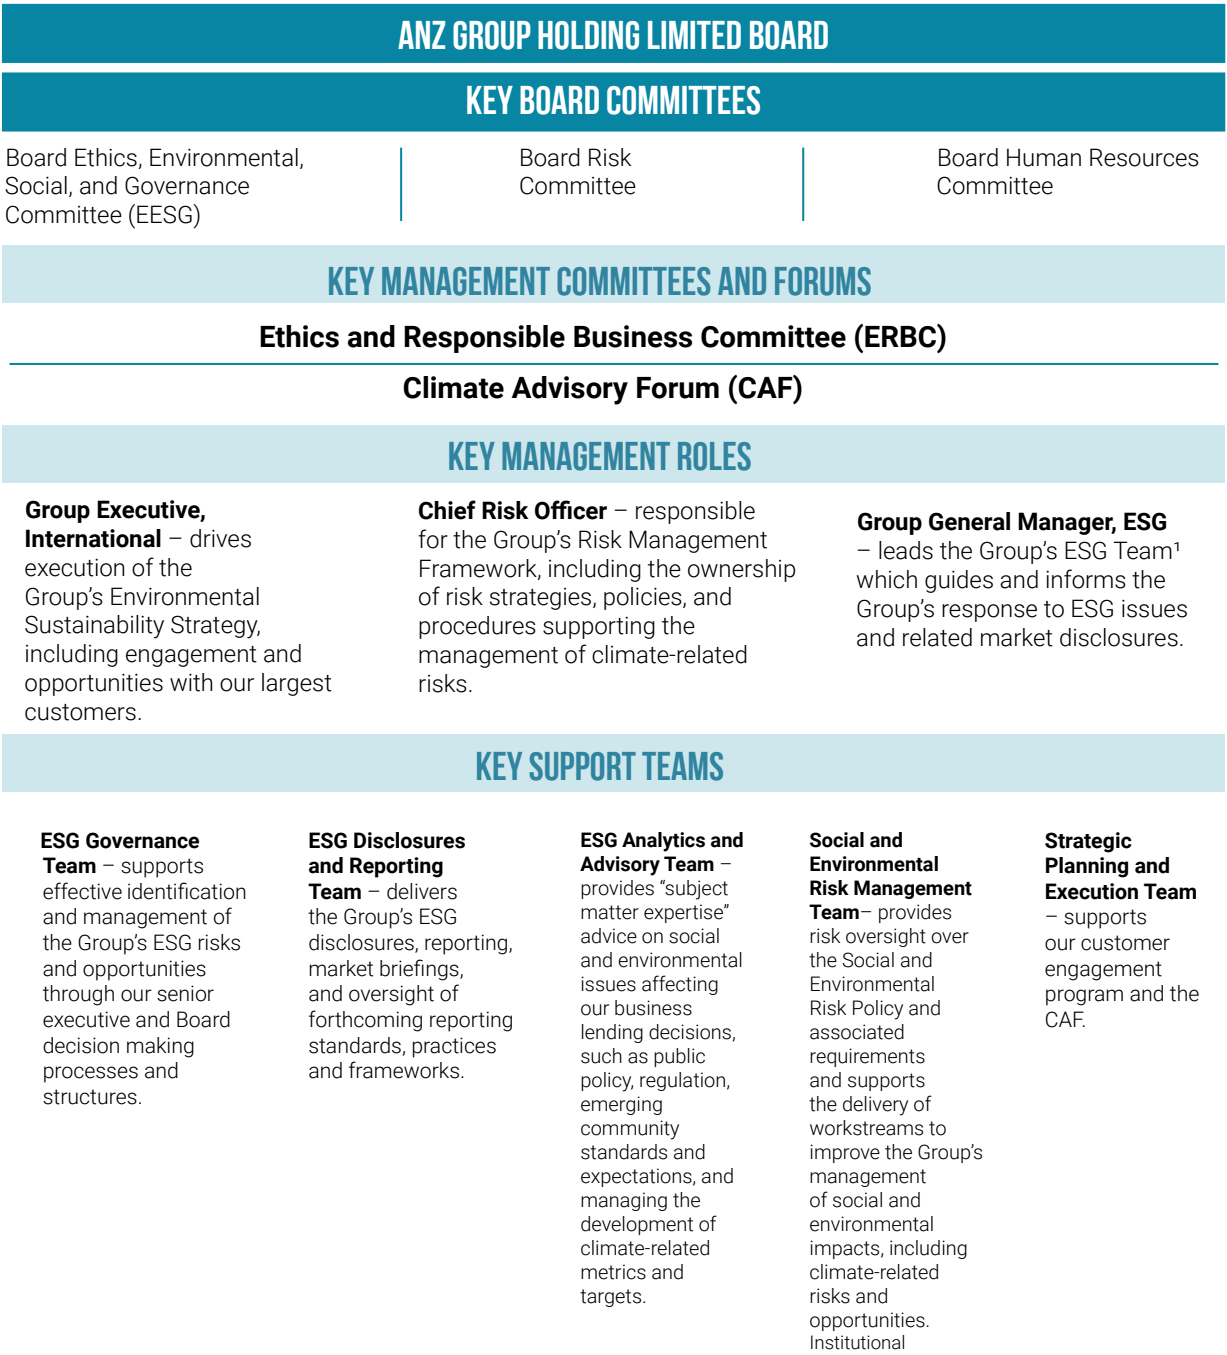 ANZ GROUP HOLDING LIMITED BOARD
KEY BOARD COMMITTEES
Board Ethics, Environmental,
Social, and Governance
Committee (EESG)
Board Risk
Committee
Board Human Resources
Committee
KEY MANAGEMENT COMMITTEES AND FORUMS
Ethics and Responsible Business Committee (ERBC)
Climate Advisory Forum (CAF)
KEY MANAGEMENT ROLES
Group Executive,
International – drives
execution of the
Group's Environmental
Sustainability Strategy,
including engagement and
opportunities with our largest
customers.
Chief Risk Officer – responsible
for the Group's Risk Management
Framework, including the ownership
of risk strategies, policies, and
procedures supporting the
management of climate-related
risks.
Group General Manager, ESG
– leads the Group's ESG Team¹
which guides and informs the
Group's response to ESG issues
and related market disclosures.
KEY SUPPORT TEAMS
ESG Governance
Team – supports
effective identification
and management of
the Group's ESG risks
and opportunities
through our senior
executive and Board
decision making
processes and
structures.
ESG Disclosures
and Reporting
Team – delivers
the Group's ESG
disclosures, reporting,
market briefings,
and oversight of
forthcoming reporting
standards, practices
and frameworks.
ESG Analytics and
Advisory Team –
provides “subject
matter expertise”
advice on social
and environmental
issues affecting
our business
lending decisions,
such as public
policy, regulation,
emerging
community
standards and
expectations, and
managing the
development of
climate-related
metrics and
targets.
Social and
Environmental
Risk Management
Team– provides
risk oversight over
the Social and
Environmental
Risk Policy and
associated
requirements
and supports
the delivery of
workstreams to
improve the Group's
management
of social and
environmental
impacts, including
climate-related
risks and
opportunities.
Institutional
Strategic
Planning and
Execution Team
– supports
our customer
engagement
program and the
CAF.